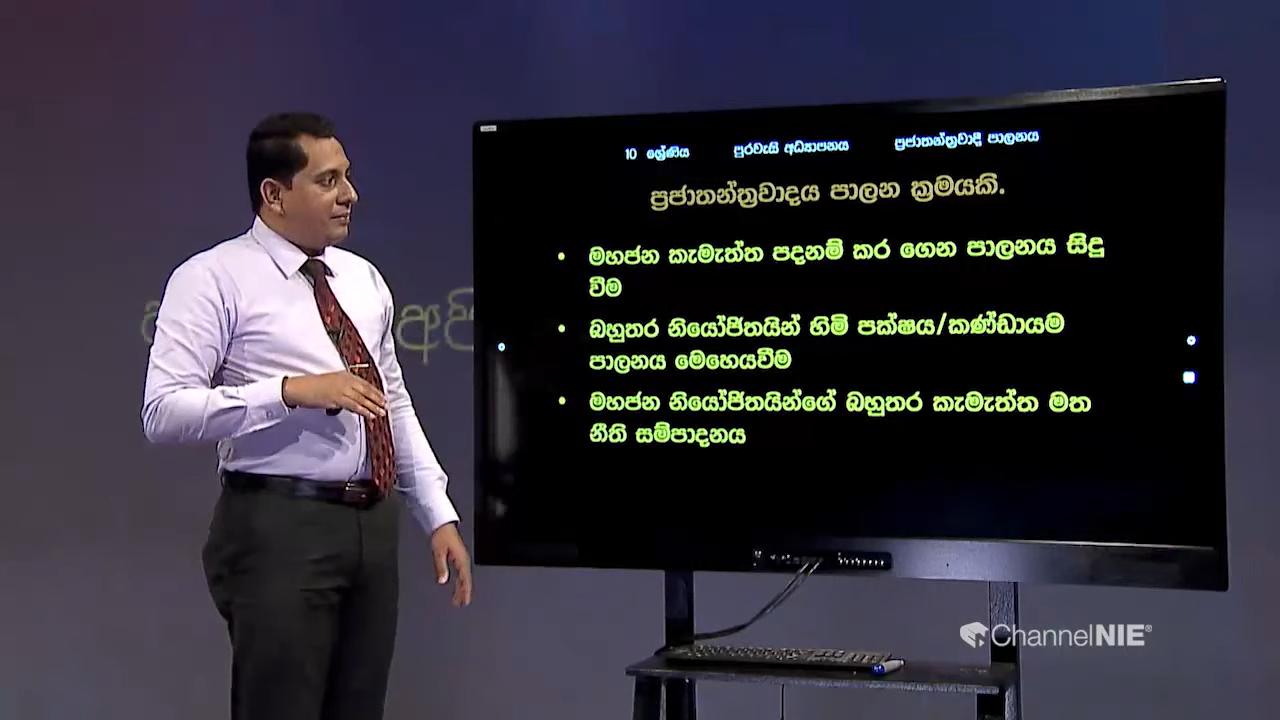 10 ශ්‍රේණිය පුරවැසි අධ්‍යාපනය ප්‍රජාතන්ත්‍රවාදී පාලනය
ප්‍රජාතන්ත්‍රවාදය පාලන ක්‍රමයකි.
• මහජන කැමැත්ත පදනම් කර ගෙන පාලනය සිදු
වීම
• බහුතර නියෝජිතයින් හිමි පක්ෂය/කණ්ඩායම
පාලනය මෙහෙයවීම
• මහජන නියෝජිතයින්ගේ බහුතර කැමැත්ත මත
නීති සම්පාදනය
ChannelNIE®